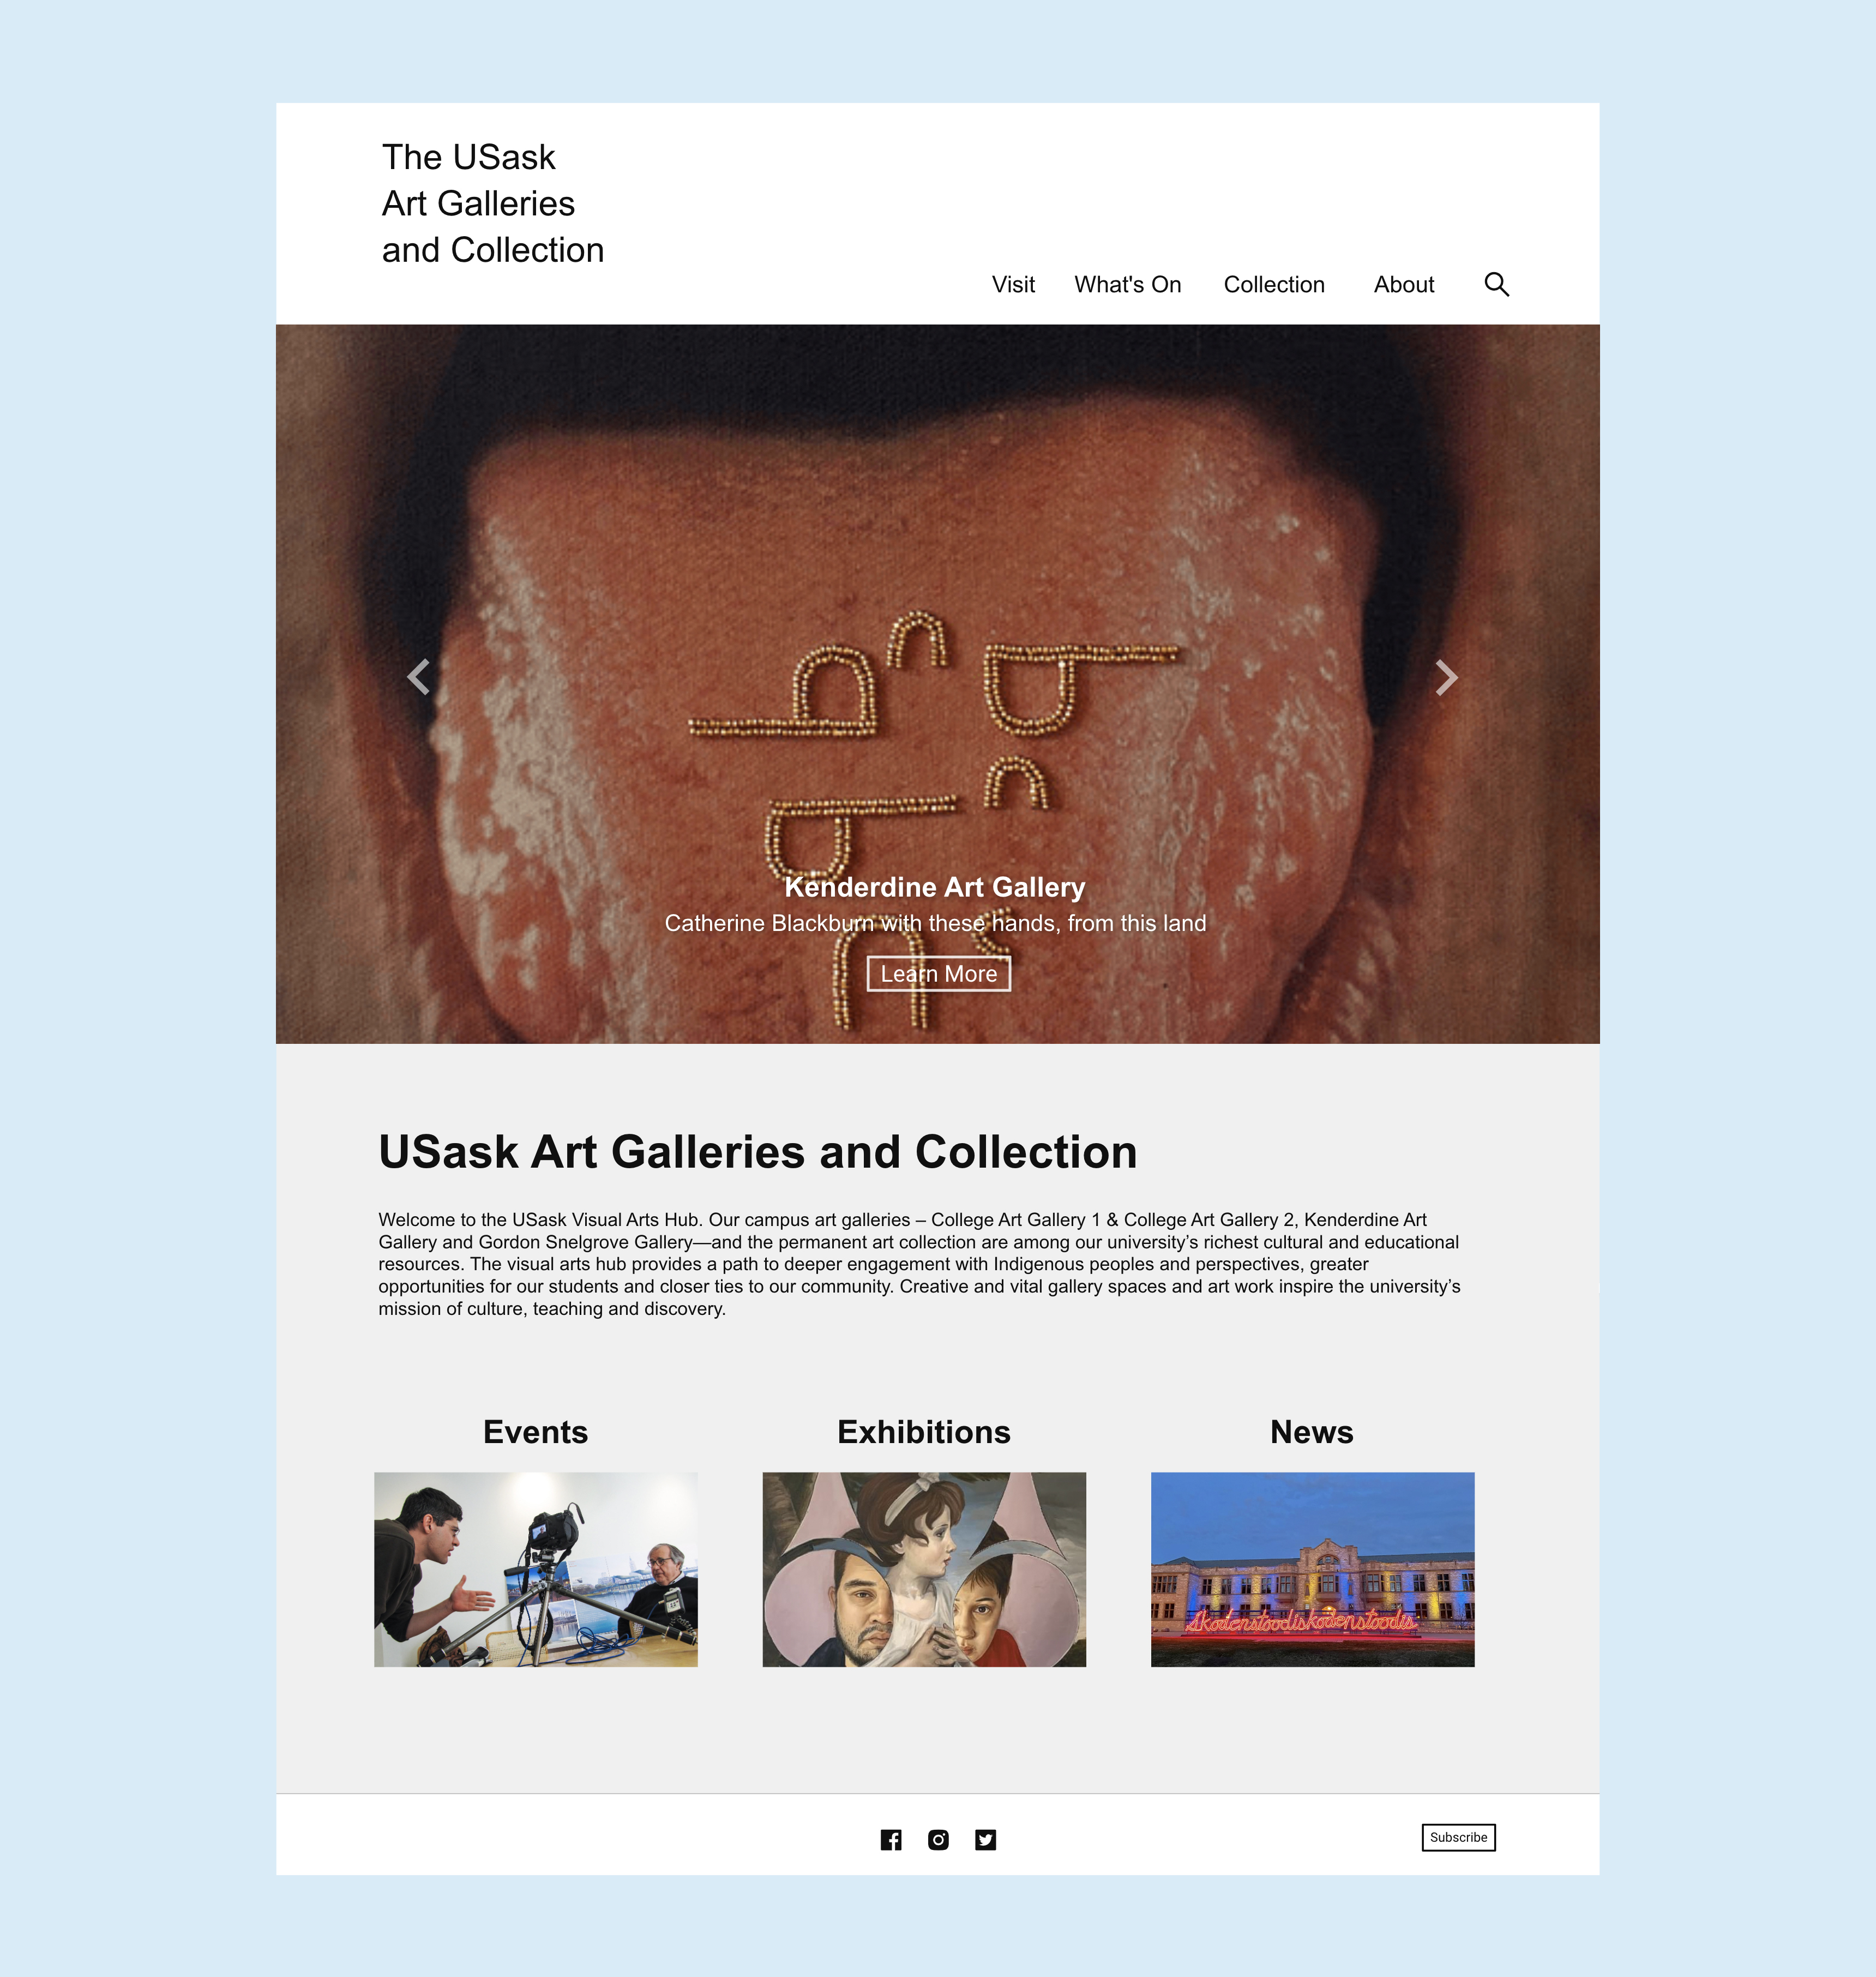 The USask
Art Galleries
and Collection
Visit What's On Collection About
Kenderdine Art Gallery
Catherine Blackburn with these hands, from this land
Learn More
USask Art Galleries and Collection
Welcome to the USask Visual Arts Hub. Our campus art galleries – College Art Gallery 1 & College Art Gallery 2, Kenderdine Art
Gallery and Gordon Snelgrove Gallery—and the permanent art collection are among our university’s richest cultural and educational
resources. The visual arts hub provides a path to deeper engagement with Indigenous peoples and perspectives, greater
opportunities for our students and closer ties to our community. Creative and vital gallery spaces and art work inspire the university’s
mission of culture, teaching and discovery.
Events Exhibitions News
Skodenstoodiskodenstoodis
Subscribe